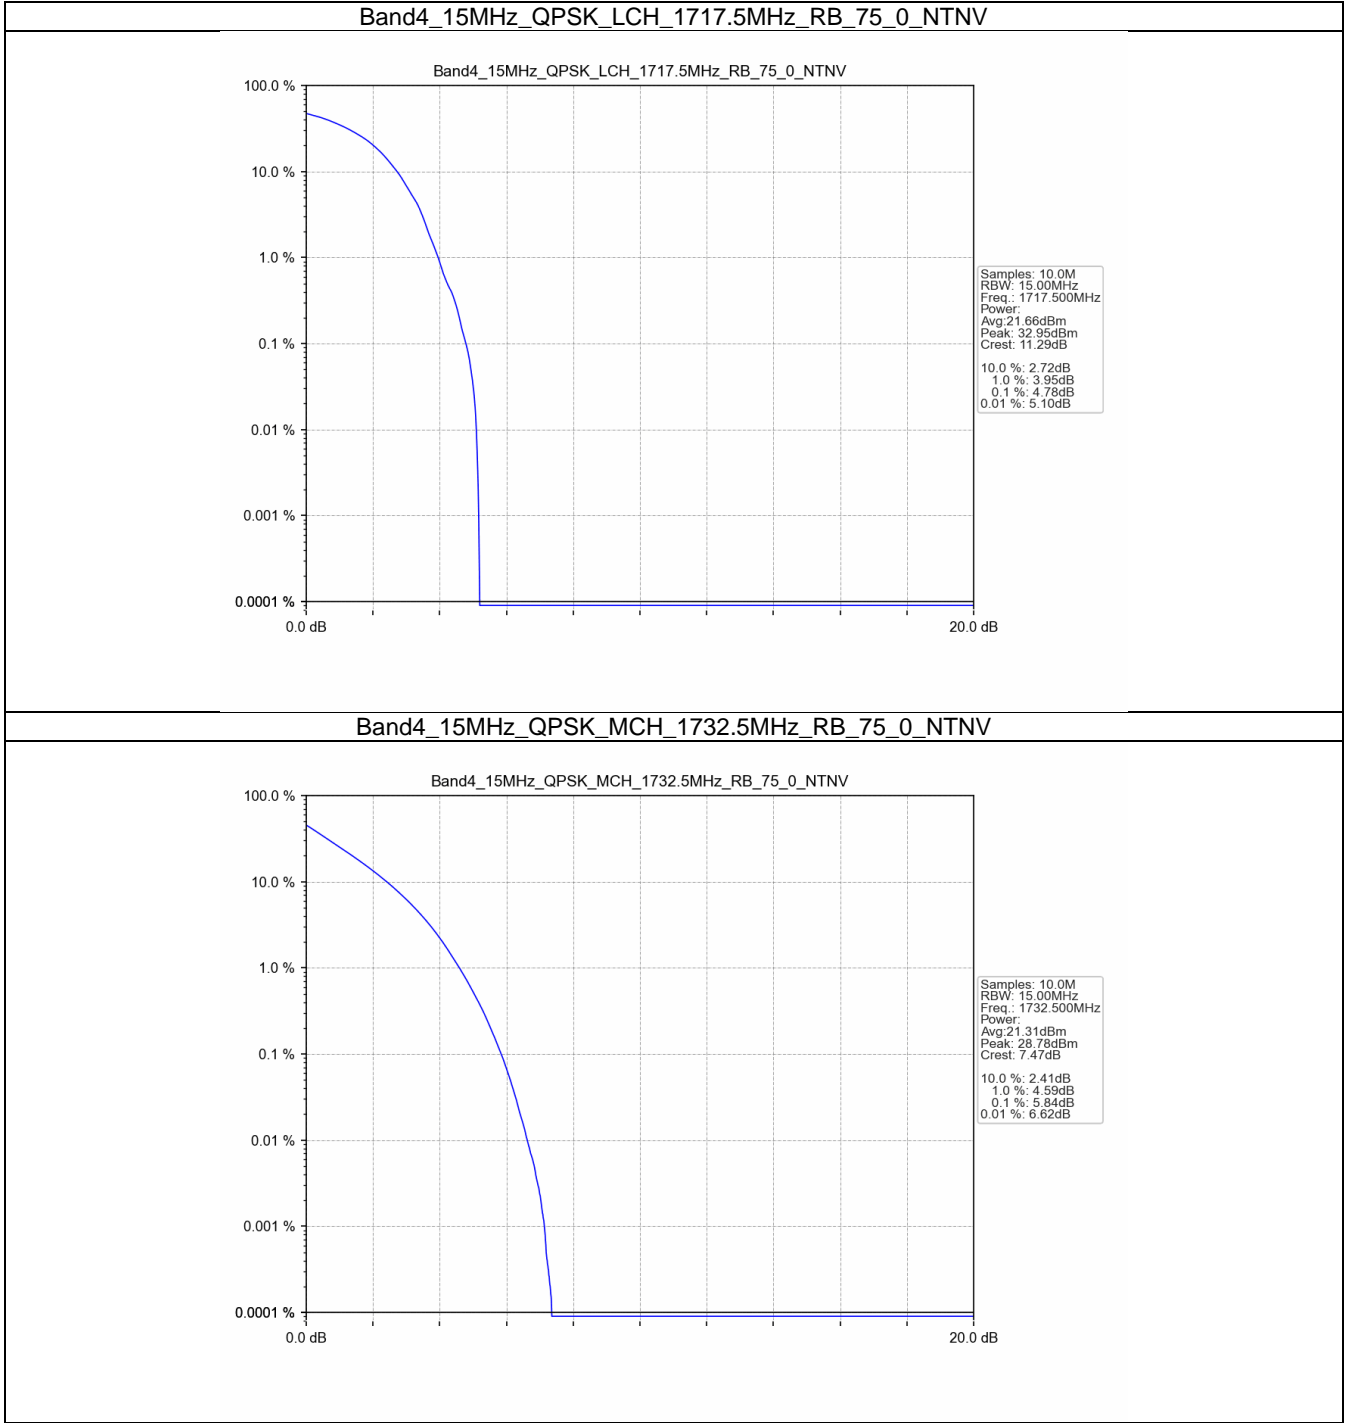 Band4_15MHz_QPSK_LCH_1717.5MHz_RB_75_0_NTNV
Band4_15MHz_QPSK_LCH_1717.5MHz_RB_75_0_NTNV
100.0 %
10.0 %
1.0 %
0.1 %
0.01 %
0.001 %
0.0001 %
0.0 dB
20.0 dB
Samples: 10.0M
RBW: 15.00MHz
Freq.: 1717.500MHz
Power:
Avg:21.66dBm
Peak: 32.95dBm
Crest: 11.29dB
10.0 %: 2.72dB
1.0 %: 3.95dB
0.1 %: 4.78dB
0.01 %: 5.10dB
Band4_15MHz_QPSK_MCH_1732.5MHz_RB_75_0_NTNV
Band4_15MHz_QPSK_MCH_1732.5MHz_RB_75_0_NTNV
100.0 %
10.0 %
1.0 %
0.1 %
0.01 %
0.001 %
0.0001 %
0.0 dB
20.0 dB
Samples: 10.0M
RBW: 15.00MHz
Freq.: 1732.500MHz
Power:
Avg:21.31dBm
Peak: 28.78dBm
Crest: 7.47dB
10.0 %: 2.41dB
1.0 %: 4.59dB
0.1 %: 5.84dB
0.01 %: 6.62dB